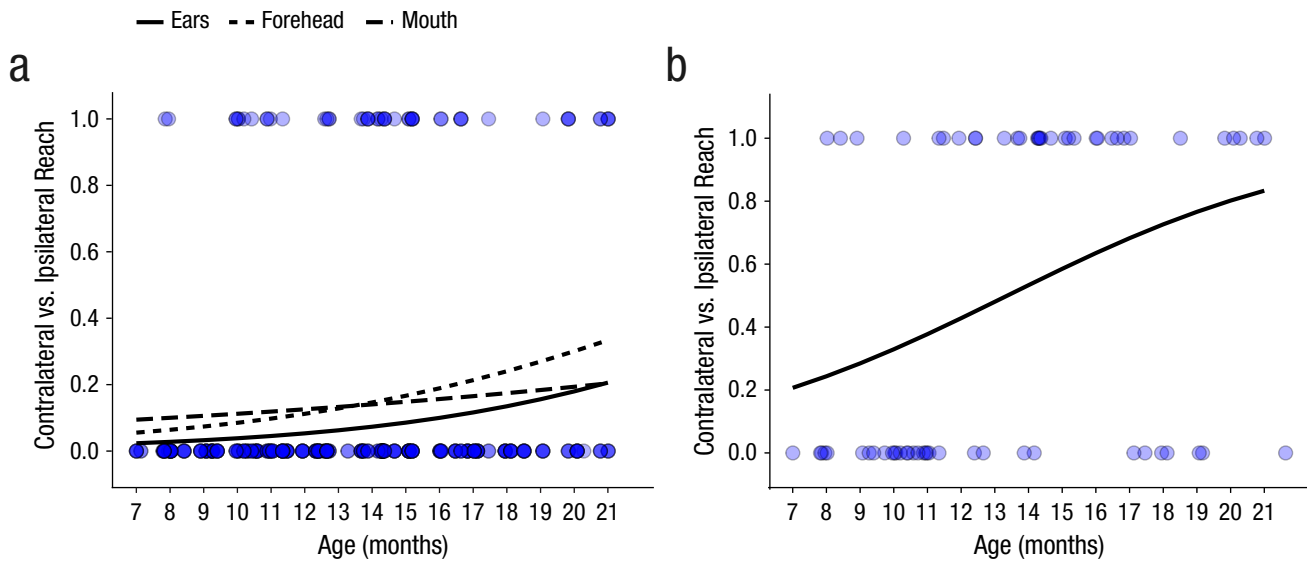 Ears Forehead Mouth
a
Contralateral vs. Ipsilateral Reach
1.0
0.8
0.6
0.4
0.2
0.0
7 8 9 10 11 12 13 14 15 16 17 18 19 20 21
Age (months)
b
Contralateral vs. Ipsilateral Reach
1.0
0.8
0.6
0.4
0.2
0.0
7 8 9 10 11 12 13 14 15 16 17 18 19 20 21
Age (months)